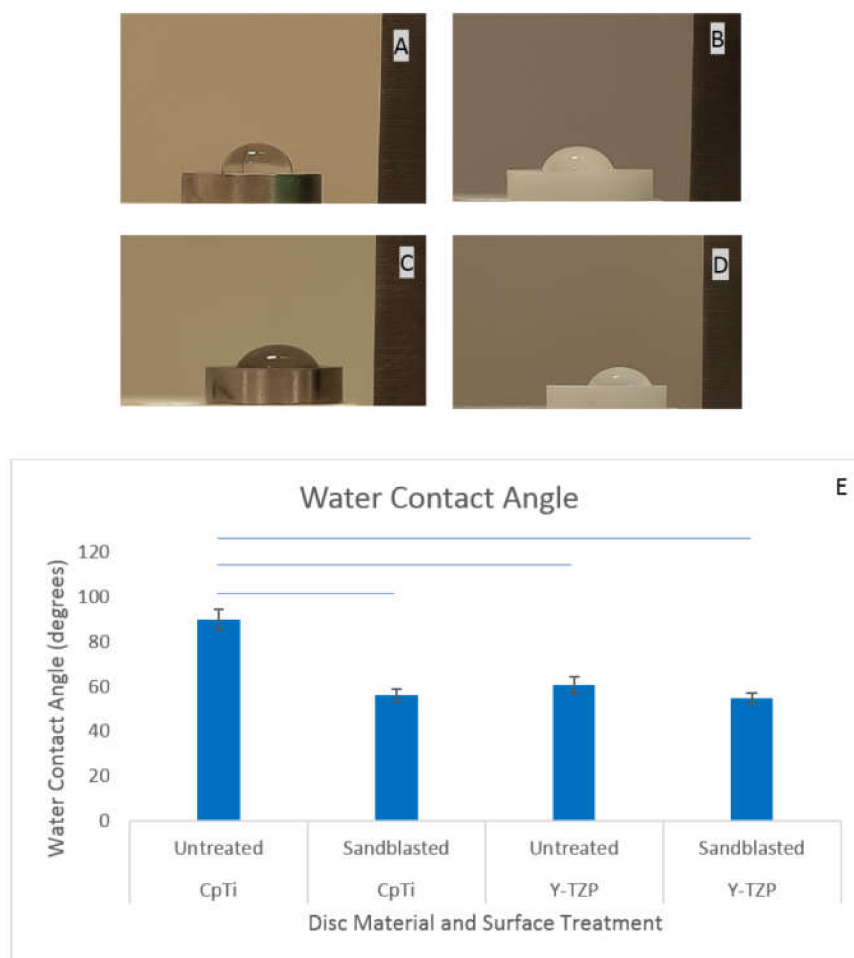 A
B
C
D
E
Water Contact Angle
Water Contact Angle (degrees)
120
100
80
60
40
20
0
Untreated Sandblasted Untreated Sandblasted
CpTi CpTi Y-TZP Y-TZP
Disc Material and Surface Treatment